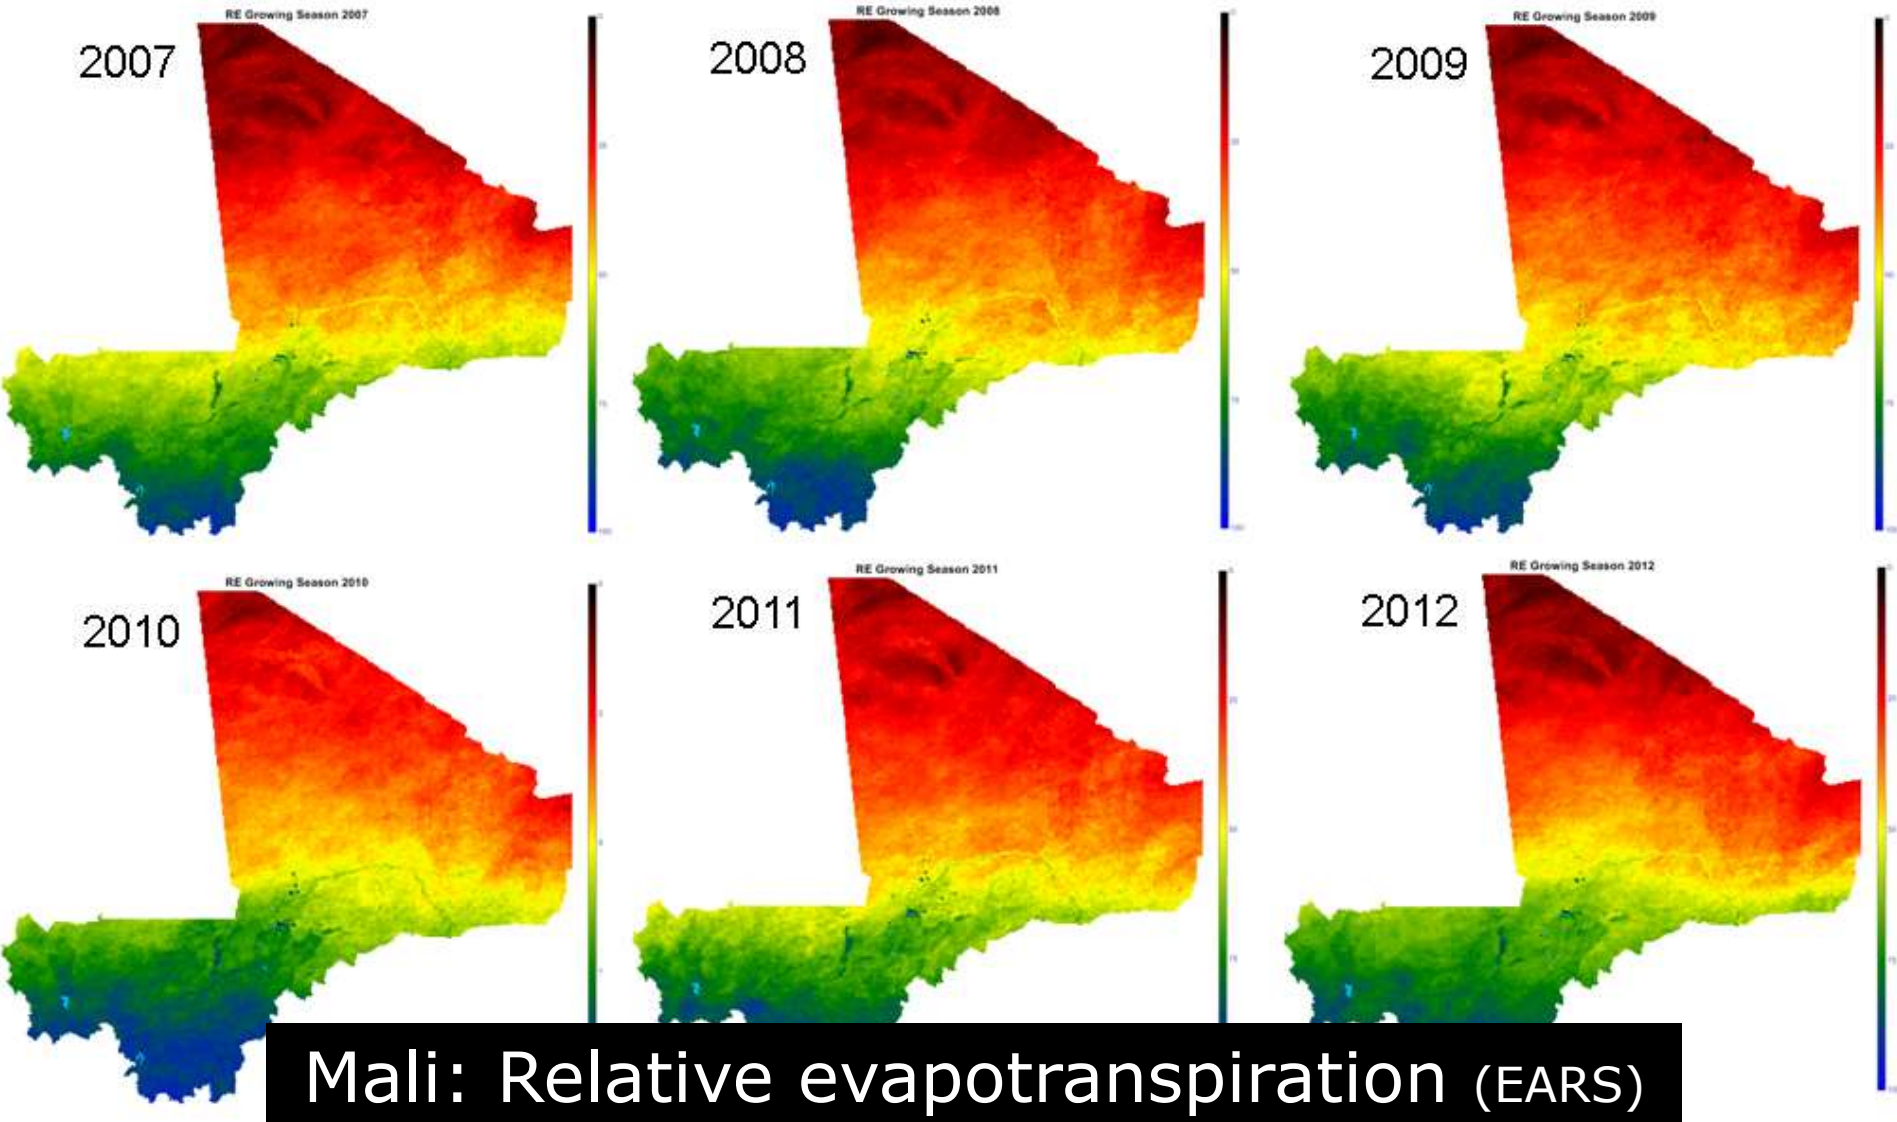 RE Growing Season 2007
2007
RE Growing Season 2008
2008
RE Growing Season 2009
2009
RE Growing Season 2010
2010
RE Growing Season 2011
2011
RE Growing Season 2012
2012
Mali: Relative evapotranspiration (EARS)